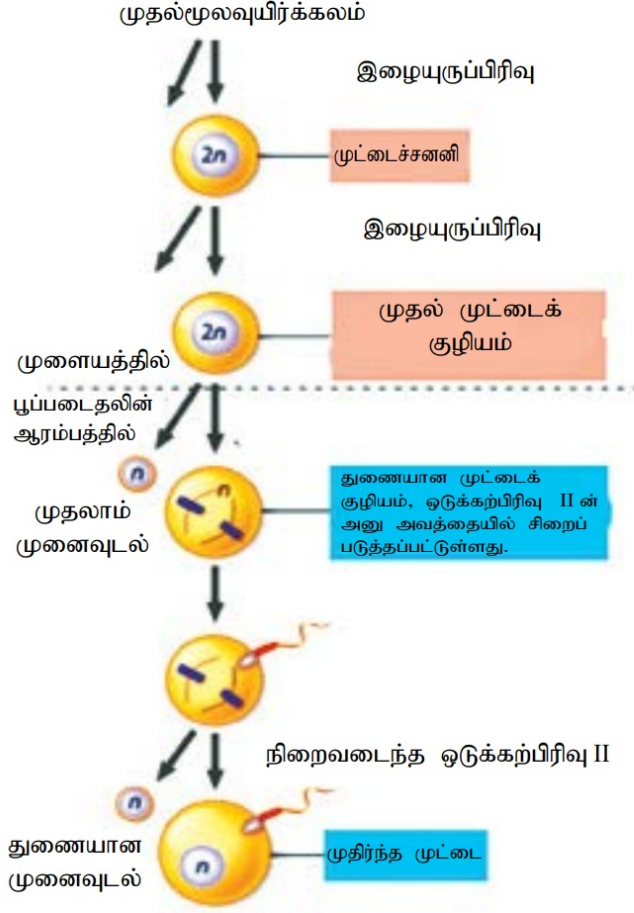 முதல்மூலவுயிர்க்கலம்
இழையுருப்பிரிவு
2n
முட்டைச்சனனி
இழையுருப்பிரிவு
2n
முதல் முட்டைக்
குழியம்
முளையத்தில்
பூப்படைதலின்
ஆரம்பத்தில்
n
n
முதலாம்
முனைவுடல்
துணையான முட்டைக்
குழியம், ஒடுக்கற்பிரிவு II ன்
அனு அவத்தையில் சிறைப்
படுத்தப்பட்டுள்ளது.
நிறைவடைந்த ஒடுக்கற்பிரிவு II
n
துணையான
முனைவுடல்
n
முதிர்ந்த முட்டை